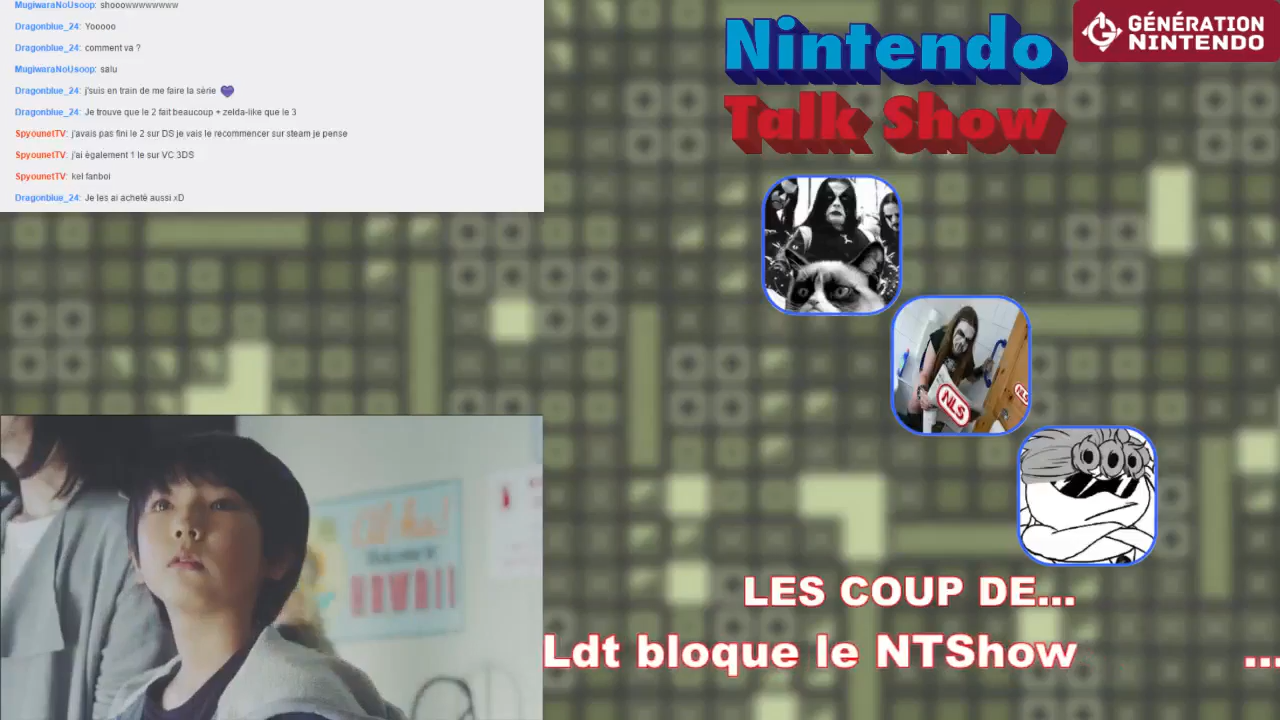 MugiwaraNoUsoop: shooowwwwwwww
Dragonblue_24: Yooooo
Dragonblue_24: comment va ?
MugiwaraNoUsoop: salu
Dragonblue_24: j'suis en train de me faire la série
Dragonblue_24: Je trouve que le 2 fait beaucoup + zelda-like que le 3
SpyounetTV: j'avais pas fini le 2 sur DS je vais le recommencer sur steam je pense
SpyounetTV: j'ai également 1 le sur VC 3DS
SpyounetTV: kel fanboi
Dragonblue_24: Je les ai acheté aussi xD
Nintendo
Talk Show
GÉNÉRATION
NINTENDO
NLS
HAWAII
LES COUP DE...
Ldt bloque le NTShow
...